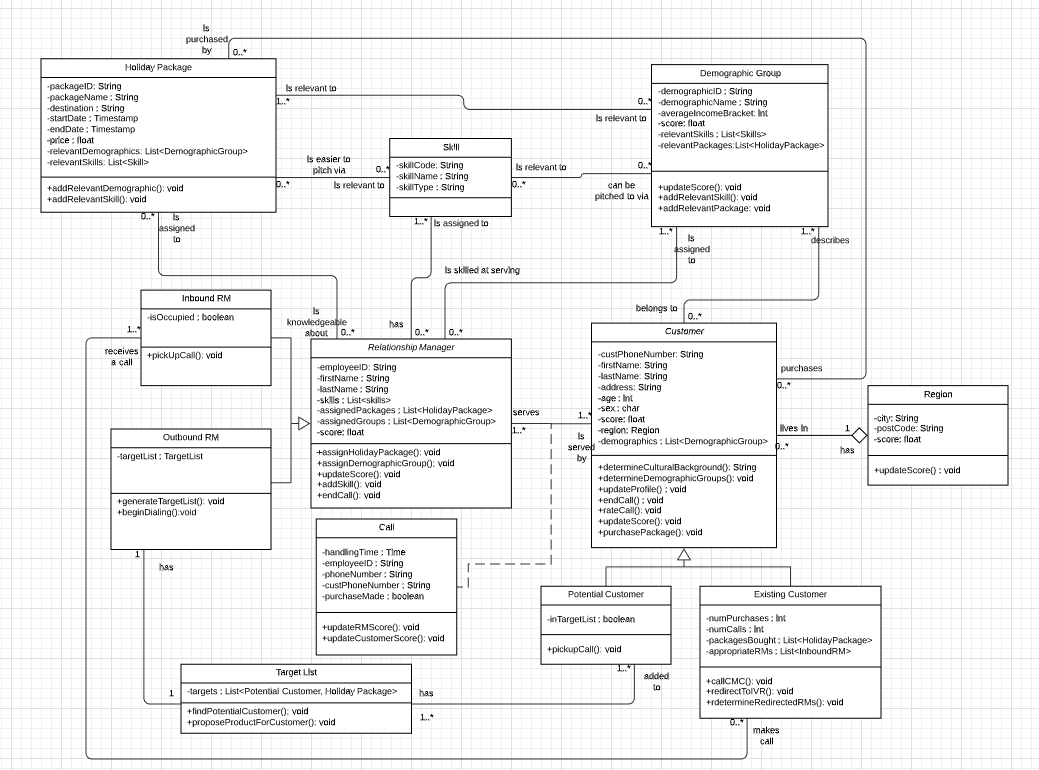 Is
purchased
by
0..*
Holiday Package
-packageID: String
-packageName : String
-destination : String
-startDate : Timestamp
-endDate : Timestamp
-price : float
-relevantDemographics: List<DemographicGroup>
-relevantSkills: List<Skill>
+addRelevantDemographic(): void
+addRelevantSkill(): void
Is relevant to
1..*
0..*
Is relevant to
Demographic Group
-demographicID : String
-demographicName : String
-averageIncomeBracket: Int
-score: float
-relevantSkills : List<Skills>
-relevantPackages:List<HolidayPackage>
+updateScore() : void
+addRelevantSkill() : void
+addRelevantPackage: void
Is easier to
pitch via
0..*
0..*
Is relevant to
Skill
-skillCode: String
-skillName : String
-skillType : String
Is relevant to
0..*
0..*
can be
pitched to via
0..*
Is
assigned
to
1..*
Is assigned to
Is skilled at serving
1..*
Is
assigned
to
1..*
describes
belongs to
0..*
Inbound RM
-isOccupied : boolean
+pickUpCall(): void
1..*
receives
a call
Is
knowledgeable
about
0..*
has
0..*
0..*
Relationship Manager
-employeeID: String
-firstName : String
-lastName : String
-skills : List<skills>
-assignedPackages : List<HolidayPackage>
-assignedGroups : List<DemographicGroup>
-score: float
+assignHolidayPackage(): void
+assignDemographicGroup(): void
+updateScore() : void
+addSkill() : void
+endCall(): void
serves
1..*
1..*
Is
served
by
Customer
-custPhoneNumber: String
-firstName: String
-lastName: String
-address: String
-age : Int
-sex : char
-score: float
-region: Region
-demographics : List<DemographicGroup>
+determineCulturalBackground(): String
+determineDemographicGroups(): void
+updateProfile() : void
+endCall() : void
+rateCall() : void
+updateScore() : void
+purchasePackage(): void
purchases
0..*
lives in
0..*
1
has
Region
-city: String
-postCode: String
-score: float
+updateScore() : void
Outbound RM
-targetList : TargetList
+generateTargetList(): void
+beginDialing():void
1
has
Call
-handlingTime : Time
-employeeID : String
-phoneNumber : String
-custPhoneNumber : String
-purchaseMade : boolean
+updateRMScore() : void
+updateCustomerScore() : void
Potential Customer
-inTargetList : boolean
+pickupCall(): void
1..*
added
to
Existing Customer
-numPurchases : Int
-numCalls : Int
-packagesBought : List<HolidayPackage>
-appropriateRMs : List<InboundRM>
+callCMC(): void
+redirectToIVR(): void
+rdetermineRedirectedRMs(): void
0..*
makes
call
Target List
-targets : List<Potential Customer, Holiday Package>
+findPotentialCustomer(): void
+proposeProductForCustomer(): void
1
has
1..*